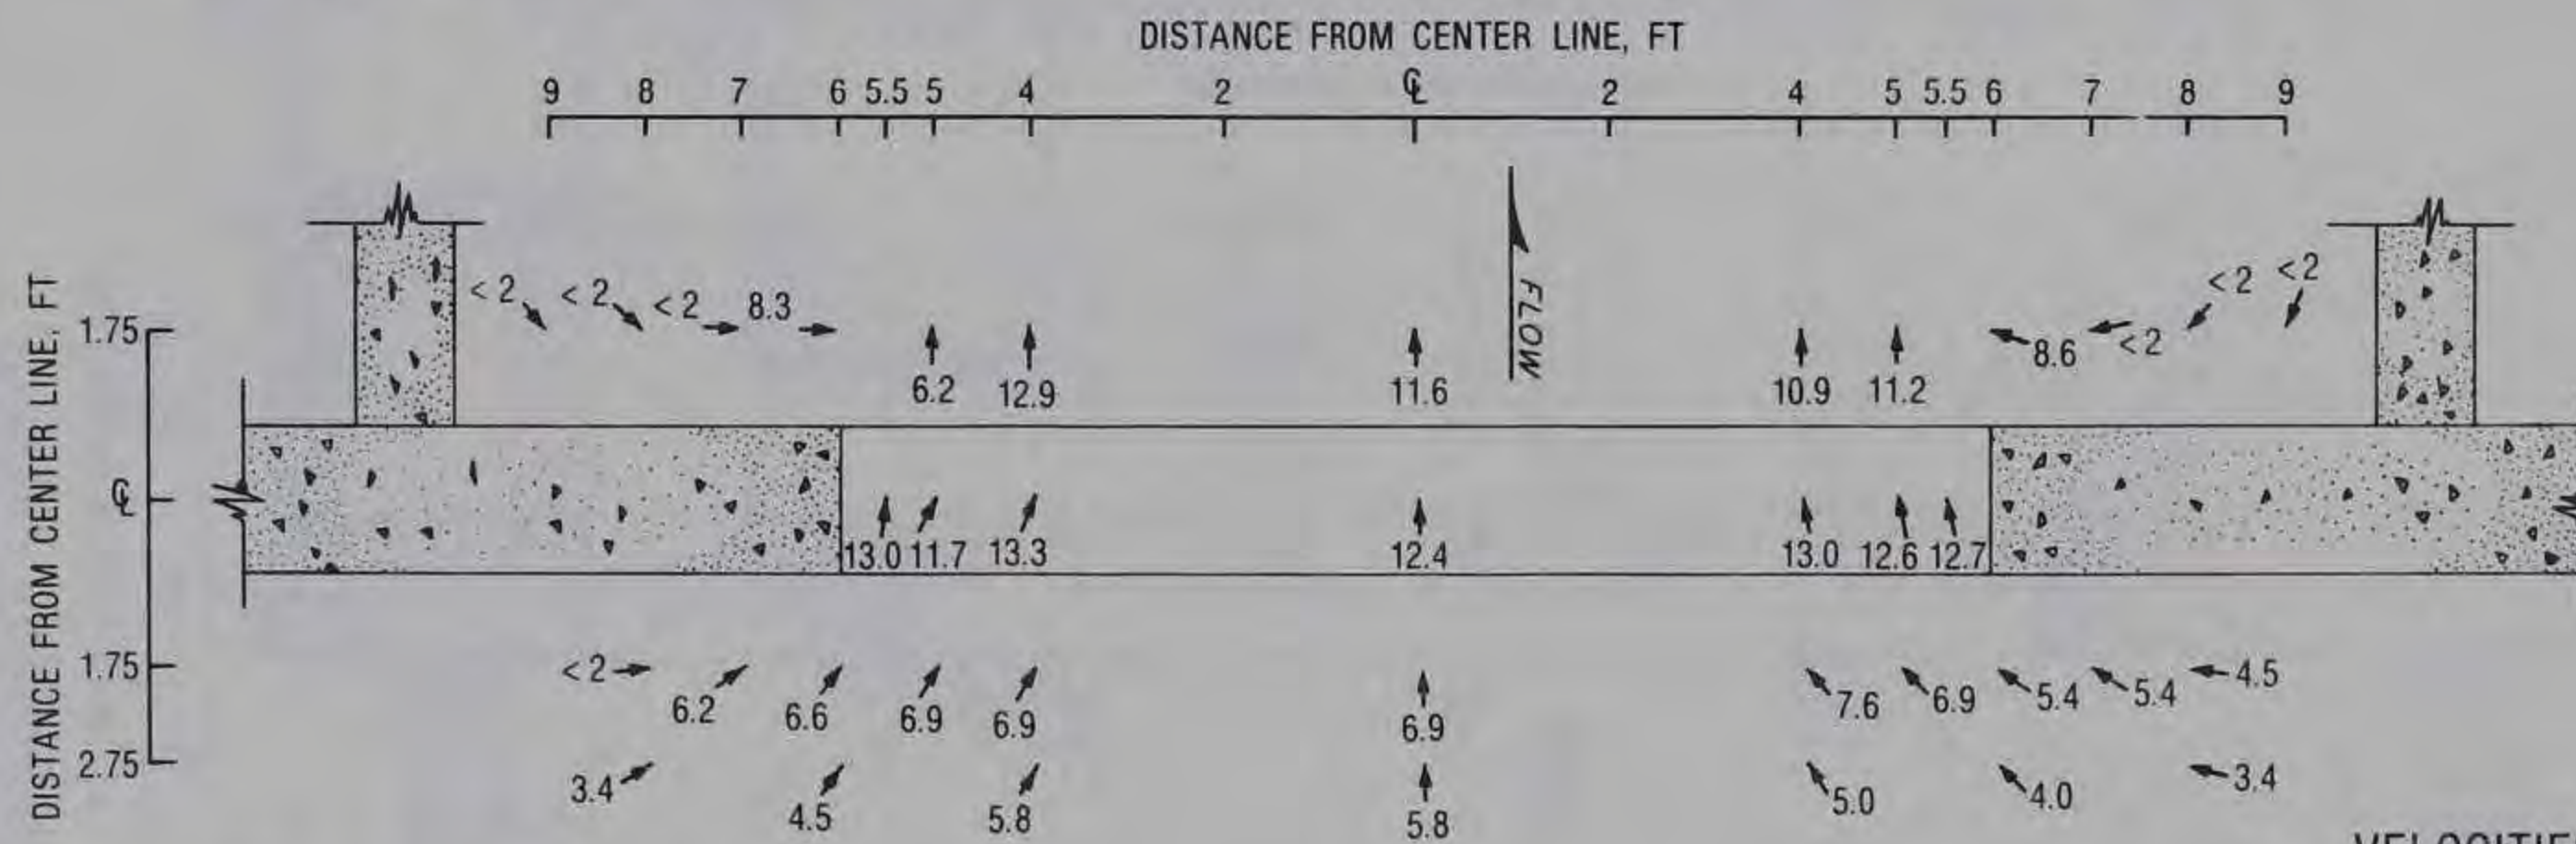 DISTANCE FROM CENTER LINE, FT
9 8 7 6 5.5 5 4 2 ℄ 2 4 5 5.5 6 7 8 9
DISTANCE FROM CENTER LINE, FT
1.75
℄
1.75
2.75
FLOW
<2 <2 <2 8.3 8.6 <2 <2 <2
6.2 12.9 11.6 10.9 11.2
13.0 11.7 13.3 12.4 13.0 12.6 12.7
<2 6.2 6.6 6.9 6.9 6.9 7.6 6.9 5.4 5.4 4.5
3.4 4.5 5.8 5.8 5.0 4.0 3.4